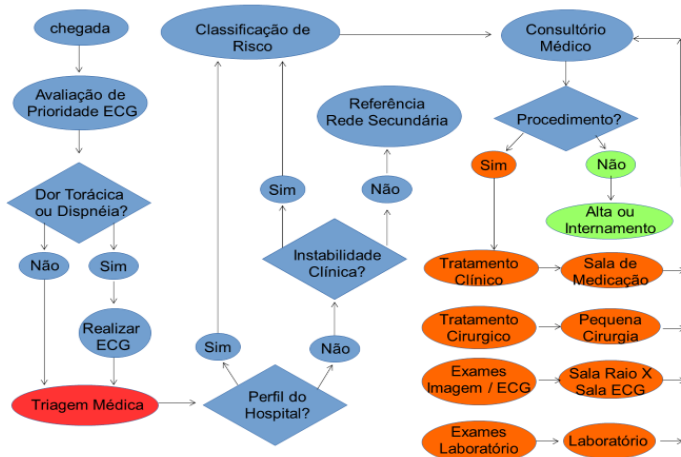 chegada
Avaliação de
Prioridade ECG
Dor Torácica
ou Dispnéia?
Não
Sim
Realizar
ECG
Triagem Médica
Perfil do
Hospital?
Sim
Não
Instabilidade
Clínica?
Sim
Não
Classificação de
Risco
Referência
Rede Secundária
Consultório
Médico
Procedimento?
Sim
Não
Alta ou
Internamento
Tratamento
Clínico
Sala de
Medicação
Tratamento
Cirurgico
Pequena
Cirurgia
Exames
Imagem / ECG
Sala Raio X
Sala ECG
Exames
Laboratório
Laboratório